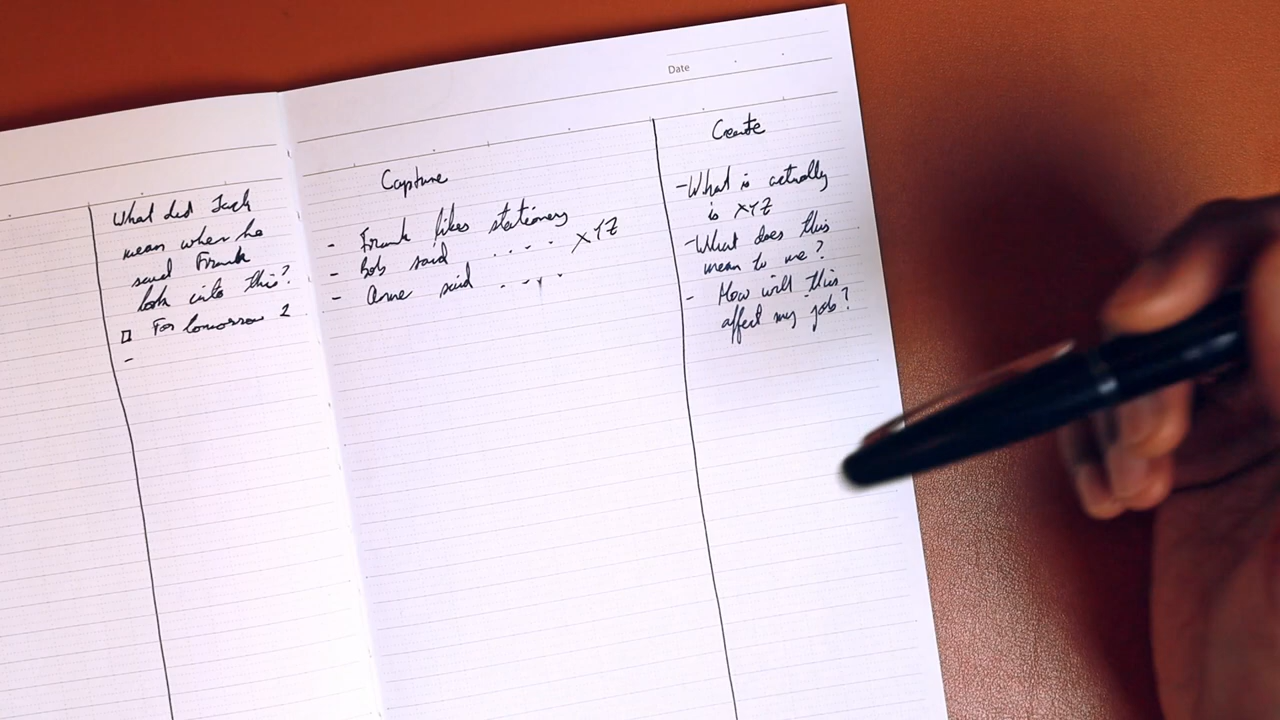 What did Jack
mean when he
said Frank
look into this?
For tomorrow 2
-
Date
Capture
- Frank likes stationery
- Bob said .... XYZ
- Anne said ....
Create
- What is actually
is XYZ
- What does this
mean to me?
- How will this
affect my job?